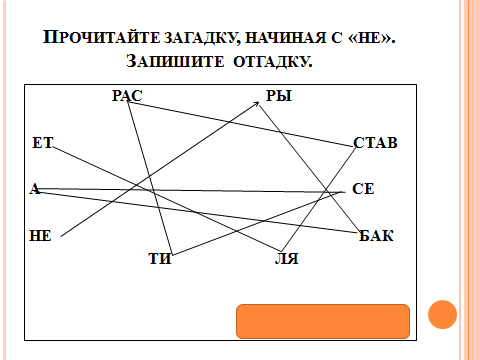 Прочитайте загадку, начиная с «не».
Запишите отгадку.
РАС РЫ
ЕТ СТАВ
А СЕ
НЕ БАК
ТИ ЛЯ